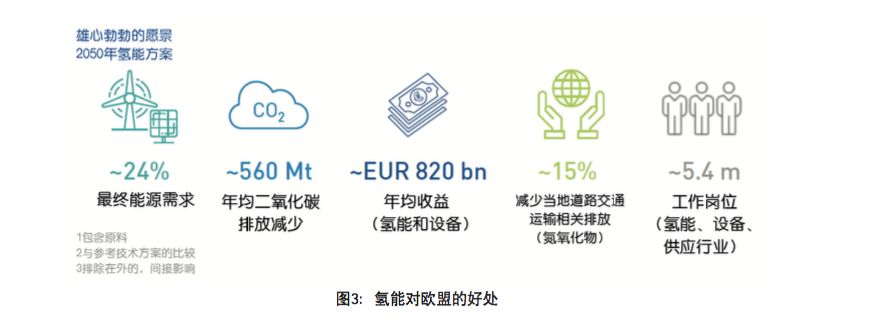 雄心勃勃的愿景
2050年氢能方案
CO2
~24%
最终能源需求
~560 Mt
年均二氧化碳
排放减少
~EUR 820 bn
年均收益
（氢能和设备）
~15%
减少当地道路交通
运输相关排放
（氮氧化物）
~5.4 m
工作岗位
（氢能、设备、
供应行业）
1包含原料
2与参考技术方案的比较
3排除在外的，间接影响
图3: 氢能对欧盟的好处